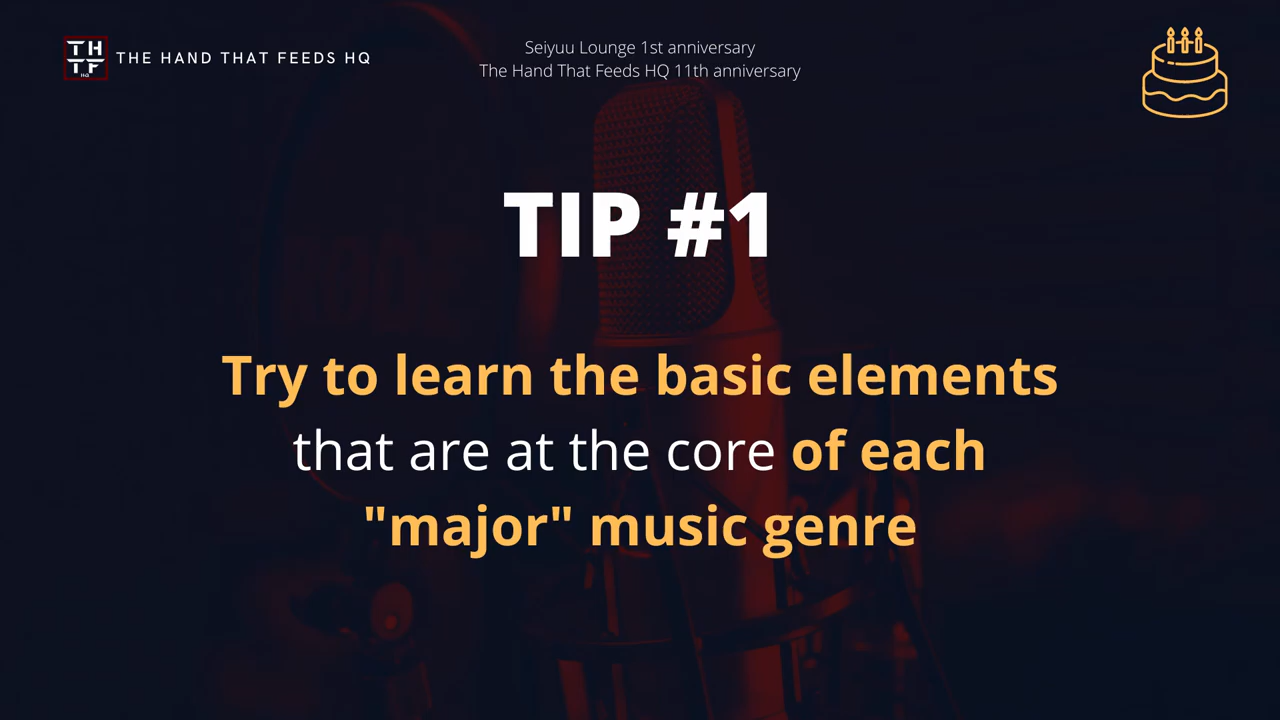 TH
TF
HQ
THE HAND THAT FEEDS HQ
Seiyuu Lounge 1st anniversary
The Hand That Feeds HQ 11th anniversary
TIP #1
Try to learn the basic elements
that are at the core of each
"major" music genre